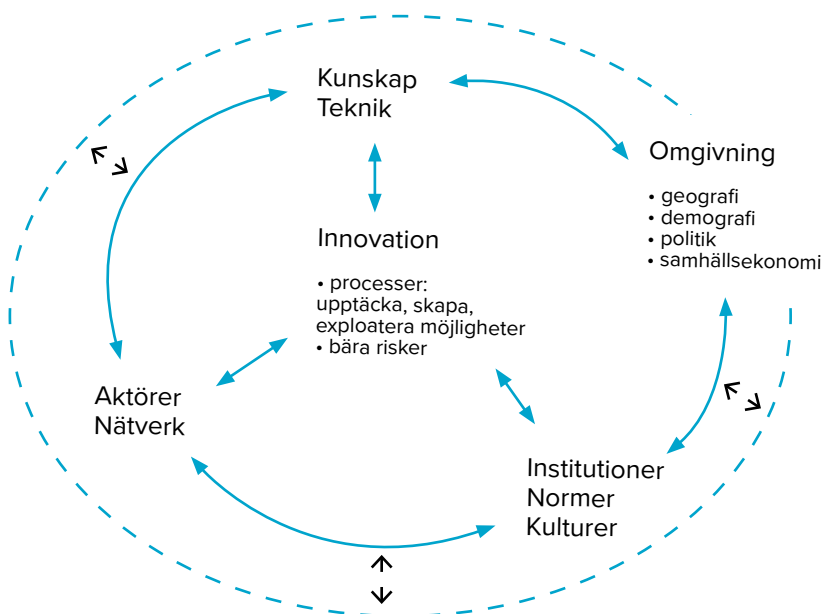 Kunskap
Teknik
Omgivning
• geografi
• demografi
• politik
• samhällsekonomi
Innovation
• processer:
upptäcka, skapa,
exploatera möjligheter
• bära risker
Aktörer
Nätverk
Institutioner
Normer
Kulturer